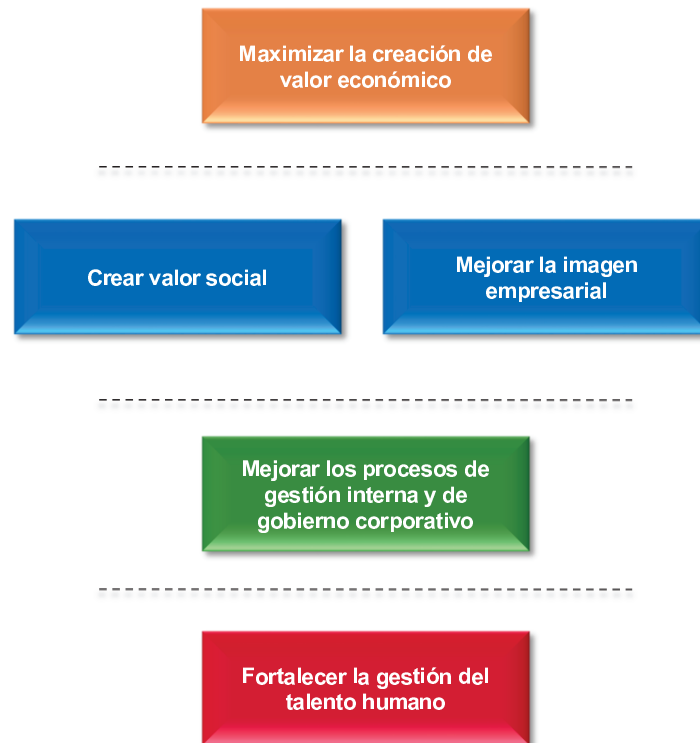 Maximizar la creación de
valor económico
Crear valor social
Mejorar la imagen
empresarial
Mejorar los procesos de
gestión interna y de
gobierno corporativo
Fortalecer la gestión del
talento humano